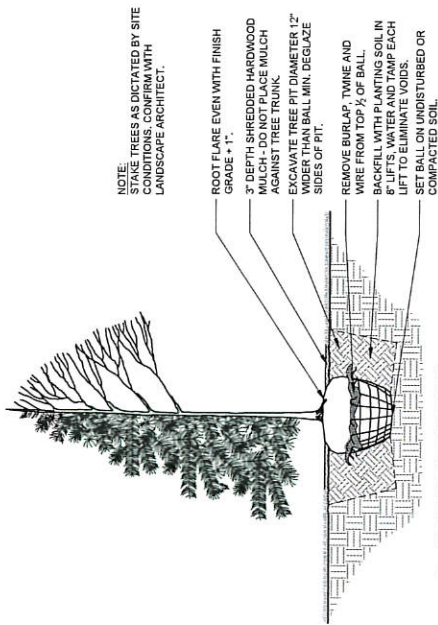 NOTE:
STAKE TREES AS DICTATED BY SITE
CONDITIONS. CONFIRM WITH
LANDSCAPE ARCHITECT.
ROOT FLARE EVEN WITH FINISH
GRADE + 1".
3" DEPTH SHREDDED HARDWOOD
MULCH - DO NOT PLACE MULCH
AGAINST TREE TRUNK.
EXCAVATE TREE PIT DIAMETER 12"
WIDER THAN BALL MIN. DEGLAZE
SIDES OF PIT.
REMOVE BURLAP, TWINE AND
WIRE FROM TOP ½ OF BALL.
BACKFILL WITH PLANTING SOIL IN
8" LIFTS, WATER AND TAMP EACH
LIFT TO ELIMINATE VOIDS.
SET BALL ON UNDISTURBED OR
COMPACTED SOIL.